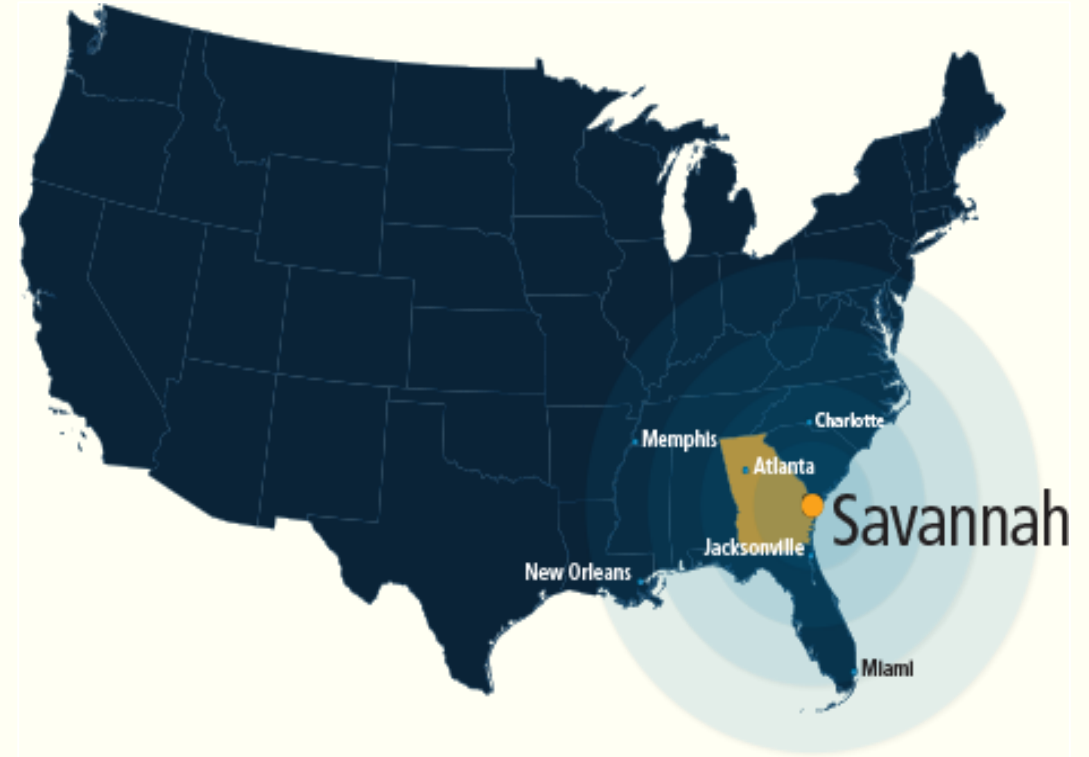 Charlotte
Memphis
Atlanta
Savannah
Jacksonville
New Orleans
Miami